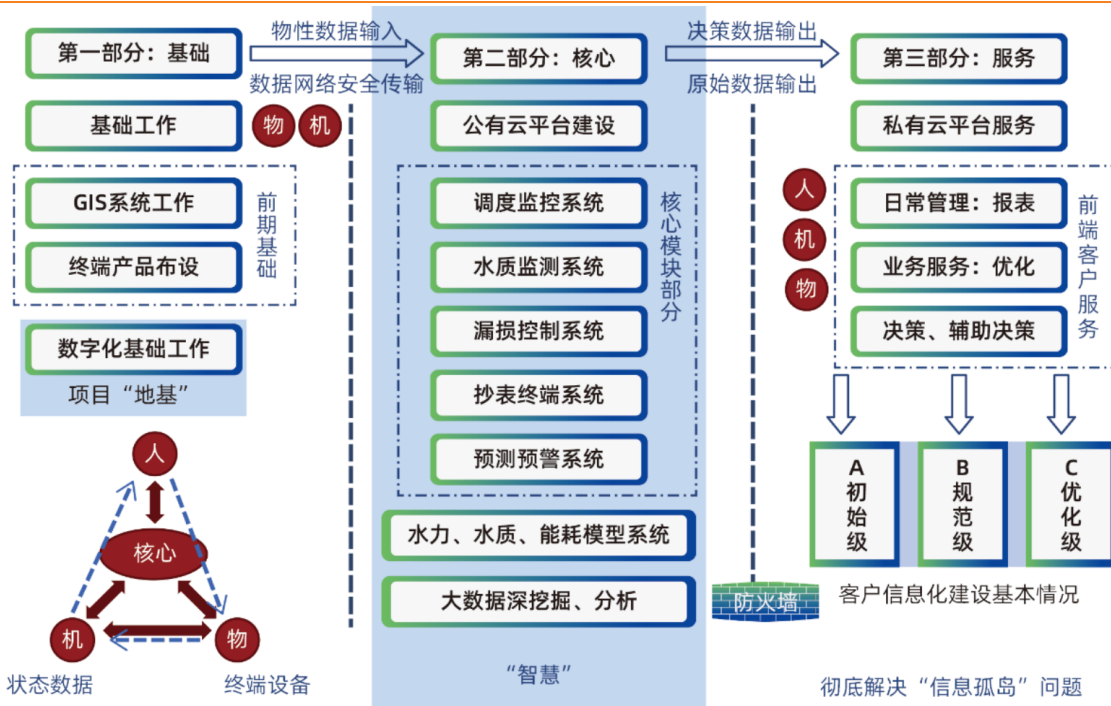 第一部分：基础
物性数据输入
数据网络安全传输
第二部分：核心
决策数据输出
原始数据输出
第三部分：服务
基础工作
物
机
GIS系统工作
终端产品布设
前期基础
数字化基础工作
项目“地基”
人
核心
机
物
状态数据
终端设备
公有云平台建设
调度监控系统
水质监测系统
漏损控制系统
抄表终端系统
预测预警系统
核心模块部分
水力、水质、能耗模型系统
大数据深挖掘、分析
“智慧”
防火墙
私有云平台服务
人
机
物
日常管理：报表
业务服务：优化
决策、辅助决策
前端客户服务
A初始级
B规范级
C优化级
客户信息化建设基本情况
彻底解决“信息孤岛”问题